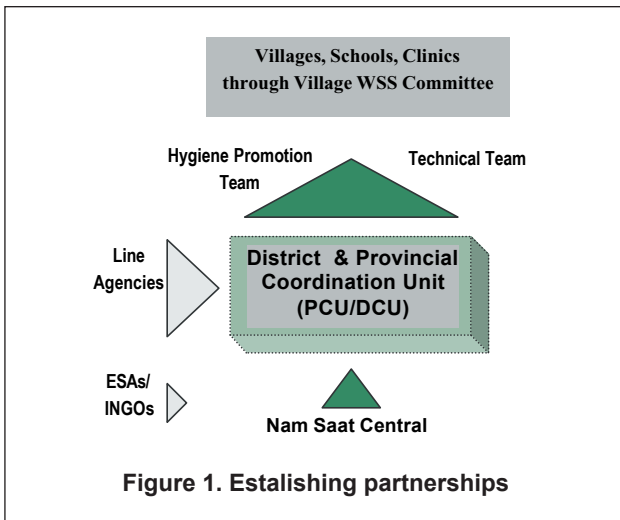 Villages, Schools, Clinics
through Village WSS Committee
Hygiene Promotion
Team
Technical Team
Line
Agencies
District & Provincial
Coordination Unit
(PCU/DCU)
ESAs/
INGOs
Nam Saat Central
Figure 1. Estalishing partnerships